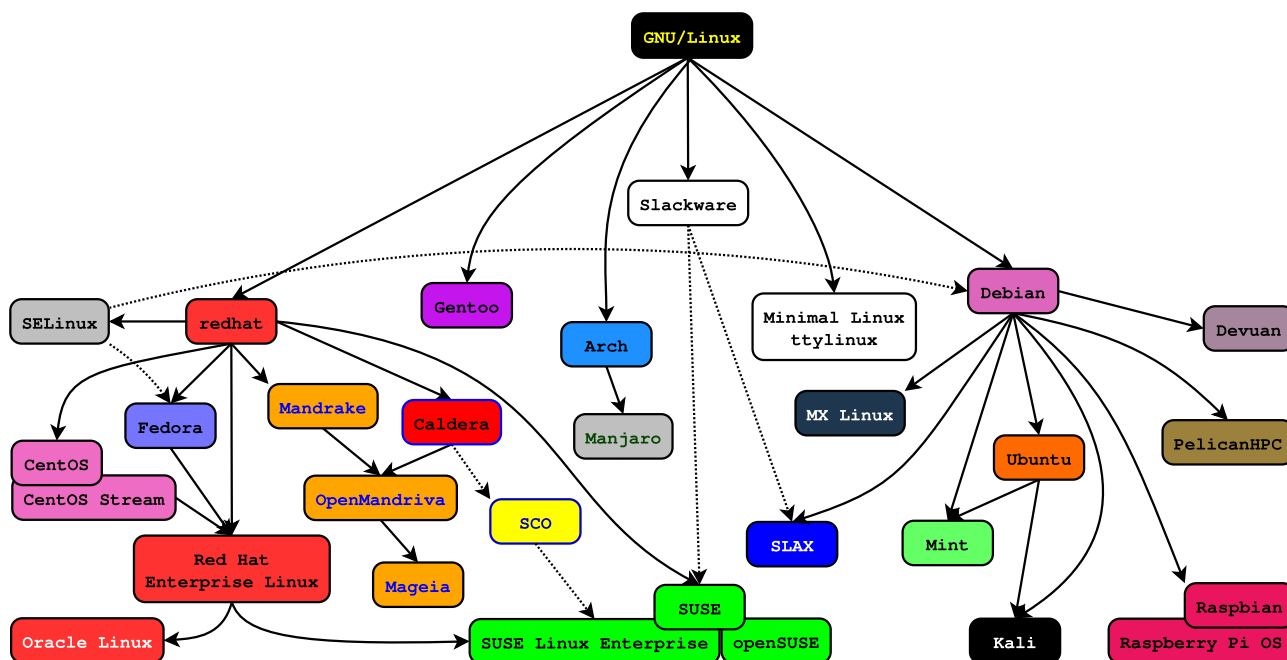 GNU/Linux
Slackware
Debian
Gentoo
SELinux
redhat
Minimal Linux
ttylinux
Devuan
Arch
Mandrake
Caldera
MX Linux
Fedora
Manjaro
PelicanHPC
CentOS
Ubuntu
CentOS Stream
OpenMandriva
SCO
SLAX
Mint
Red Hat
Enterprise Linux
Mageia
SUSE
Raspbian
Oracle Linux
SUSE Linux Enterprise
openSUSE
Kali
Raspberry Pi OS